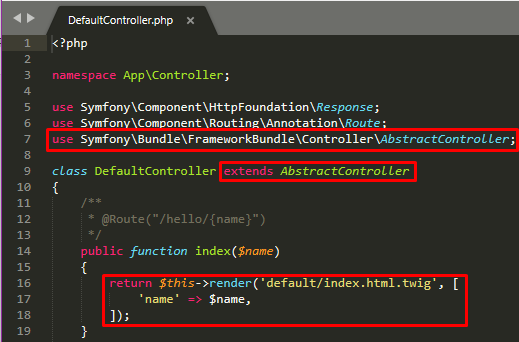 DefaultController.php
1 <?php
2
3 namespace App\Controller;
4
5 use Symfony\Component\HttpFoundation\Response;
6 use Symfony\Component\Routing\Annotation\Route;
7 use Symfony\Bundle\FrameworkBundle\Controller\AbstractController;
8
9 class DefaultController extends AbstractController
10 {
11 /**
12 * @Route("/hello/{name}")
13 */
14 public function index($name)
15 {
16 return $this->render('default/index.html.twig', [
17 'name' => $name,
18 ]);
19 }